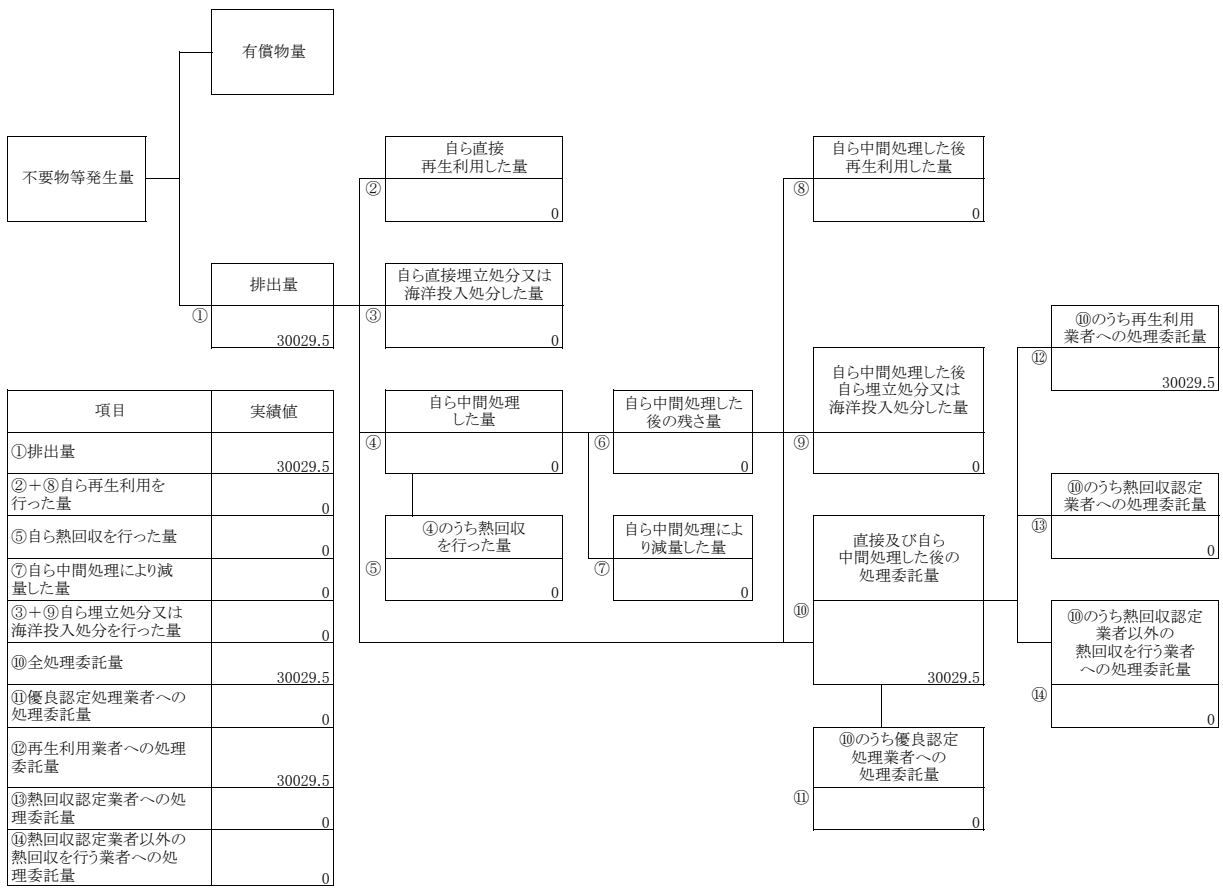 有償物量
不要物等発生量
自ら直接
再生利用した量
②
0
自ら中間処理した後
再生利用した量
⑧
0
排出量
①
30029.5
自ら直接埋立処分又は
海洋投入処分した量
③
0
⑩のうち再生利用
業者への処理委託量
⑫
30029.5
自ら中間処理
した量
④
0
自ら中間処理した
後の残さ量
⑥
0
自ら中間処理した後
自ら埋立処分又は
海洋投入処分した量
⑨
0
⑩のうち熱回収認定
業者への処理委託量
⑬
0
④のうち熱回収
を行った量
⑤
0
自ら中間処理によ
り減量した量
⑦
0
直接及び自ら
中間処理した後の
処理委託量
⑩
30029.5
⑩のうち熱回収認定
業者以外の
熱回収を行う業者
への処理委託量
⑭
0
⑩のうち優良認定
処理業者への
処理委託量
⑪
0
項目 実績値
①排出量
30029.5
②+⑧自ら再生利用を
行った量
0
⑤自ら熱回収を行った量
0
⑦自ら中間処理により減
量した量
0
③+⑨自ら埋立処分又は
海洋投入処分を行った量
0
⑩全処理委託量
30029.5
⑪優良認定処理業者への
処理委託量
0
⑫再生利用業者への処理
委託量
30029.5
⑬熱回収認定業者への処
理委託量
0
⑭熱回収認定業者以外の
熱回収を行う業者への処
理委託量
0